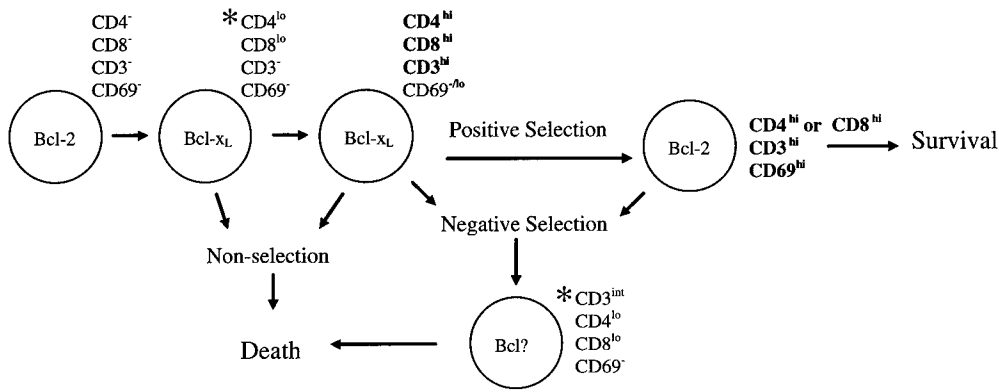 CD4⁻
CD8⁻
CD3⁻
CD69⁻
Bcl-2
*CD4ˡᵒ
CD8ˡᵒ
CD3⁻
CD69⁻
Bcl-xL
CD4ʰⁱ
CD8ʰⁱ
CD3ʰⁱ
CD69⁻/ˡᵒ
Bcl-xL
Positive Selection
Bcl-2
CD4ʰⁱ or CD8ʰⁱ
CD3ʰⁱ
CD69ʰⁱ
Survival
Non-selection
Negative Selection
Death
Bcl?
*CD3ⁱⁿᵗ
CD4ˡᵒ
CD8ˡᵒ
CD69⁻